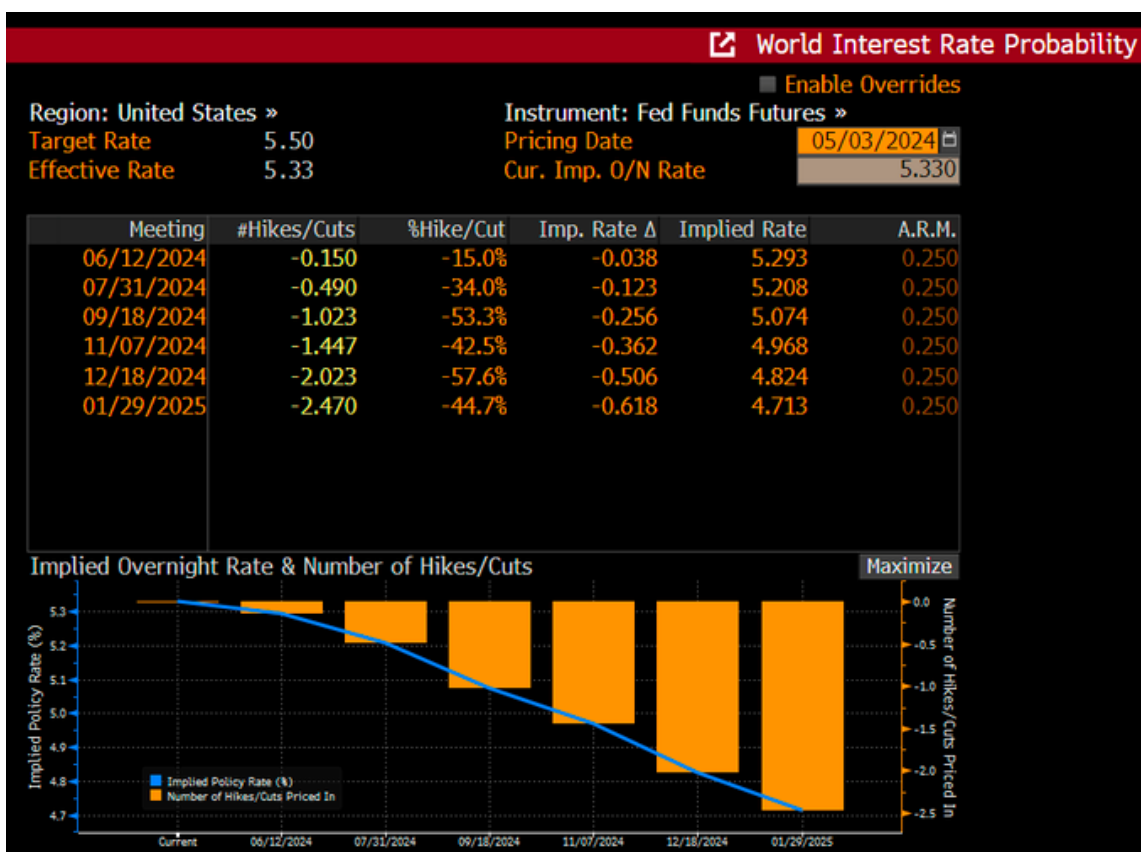 World Interest Rate Probability
Enable Overrides
Region: United States » Instrument: Fed Funds Futures »
Target Rate 5.50 Pricing Date 05/03/2024
Effective Rate 5.33 Cur. Imp. O/N Rate 5.330
Meeting #Hikes/Cuts %Hike/Cut Imp. Rate Δ Implied Rate A.R.M.
06/12/2024 -0.150 -15.0% -0.038 5.293 0.250
07/31/2024 -0.490 -34.0% -0.123 5.208 0.250
09/18/2024 -1.023 -53.3% -0.256 5.074 0.250
11/07/2024 -1.447 -42.5% -0.362 4.968 0.250
12/18/2024 -2.023 -57.6% -0.506 4.824 0.250
01/29/2025 -2.470 -44.7% -0.618 4.713 0.250
Implied Overnight Rate & Number of Hikes/Cuts Maximize
Implied Policy Rate (%)
5.3
5.2
5.1
5.0
4.9
4.8
4.7
Implied Policy Rate (%)
Number of Hikes/Cuts Priced In
0.0
-0.5
-1.0
-1.5
-2.0
-2.5
Number of Hikes/Cuts Priced In
Current 06/12/2024 07/31/2024 09/18/2024 11/07/2024 12/18/2024 01/29/2025